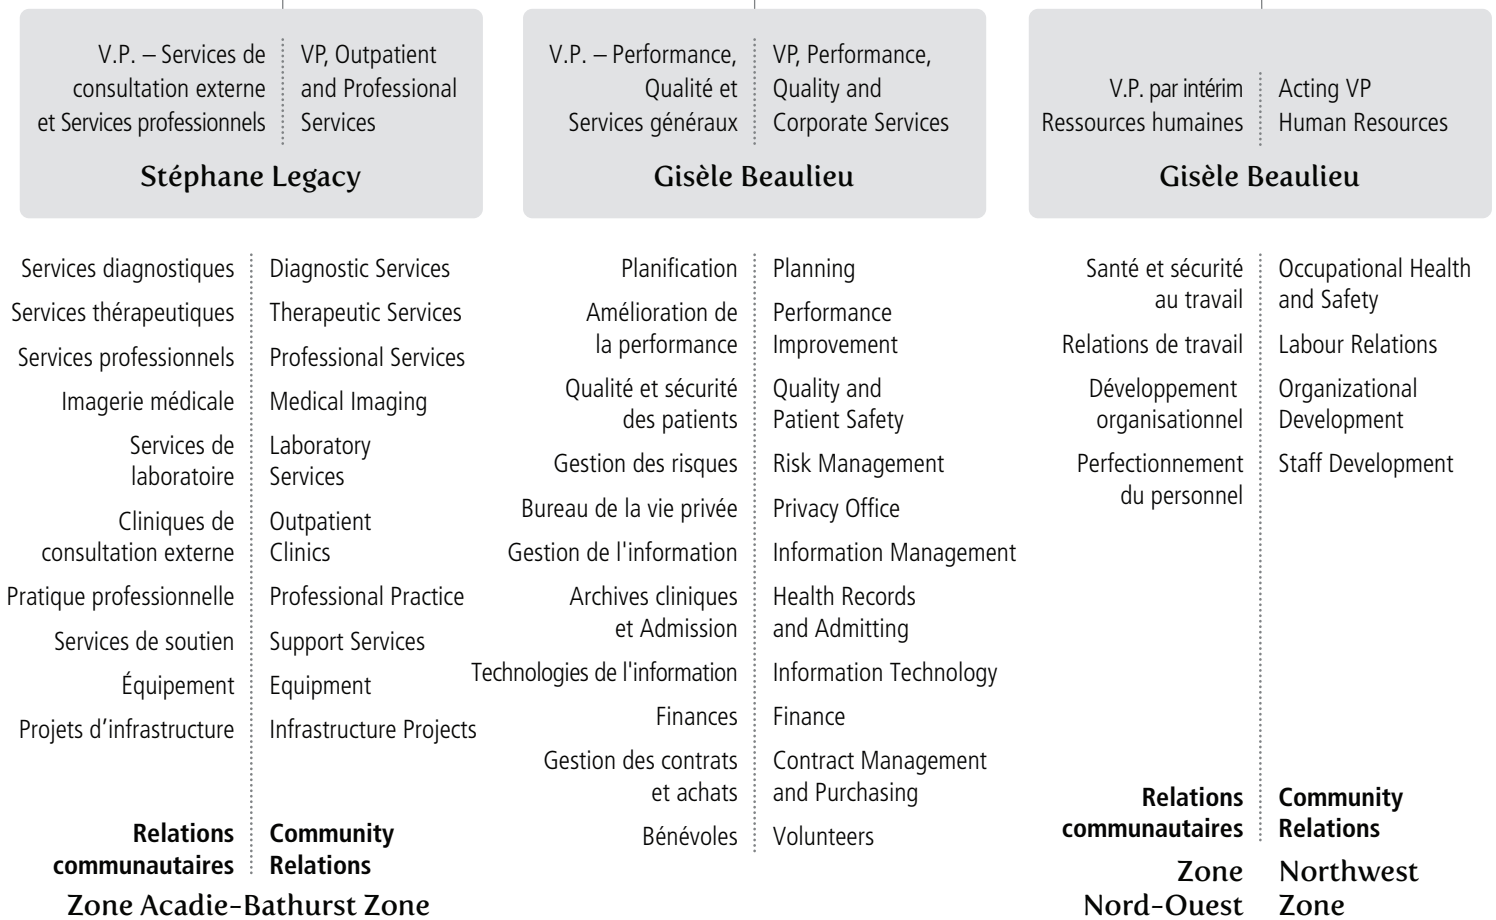 V.P. – Services de
consultation externe
et Services professionnels
VP, Outpatient
and Professional
Services
Stéphane Legacy
Services diagnostiques
Diagnostic Services
Services thérapeutiques
Therapeutic Services
Services professionnels
Professional Services
Imagerie médicale
Medical Imaging
Services de
laboratoire
Laboratory
Services
Cliniques de
consultation externe
Outpatient
Clinics
Pratique professionnelle
Professional Practice
Services de soutien
Support Services
Équipement
Equipment
Projets d’infrastructure
Infrastructure Projects
Relations
communautaires
Community
Relations
Zone Acadie-Bathurst Zone
V.P. – Performance,
Qualité et
Services généraux
VP, Performance,
Quality and
Corporate Services
Gisèle Beaulieu
Planification
Planning
Amélioration de
la performance
Performance
Improvement
Qualité et sécurité
des patients
Quality and
Patient Safety
Gestion des risques
Risk Management
Bureau de la vie privée
Privacy Office
Gestion de l'information
Information Management
Archives cliniques
et Admission
Health Records
and Admitting
Technologies de l'information
Information Technology
Finances
Finance
Gestion des contrats
et achats
Contract Management
and Purchasing
Bénévoles
Volunteers
V.P. par intérim
Ressources humaines
Acting VP
Human Resources
Gisèle Beaulieu
Santé et sécurité
au travail
Occupational Health
and Safety
Relations de travail
Labour Relations
Développement
organisationnel
Organizational
Development
Perfectionnement
du personnel
Staff Development
Relations
communautaires
Community
Relations
Zone
Nord-Ouest
Northwest
Zone